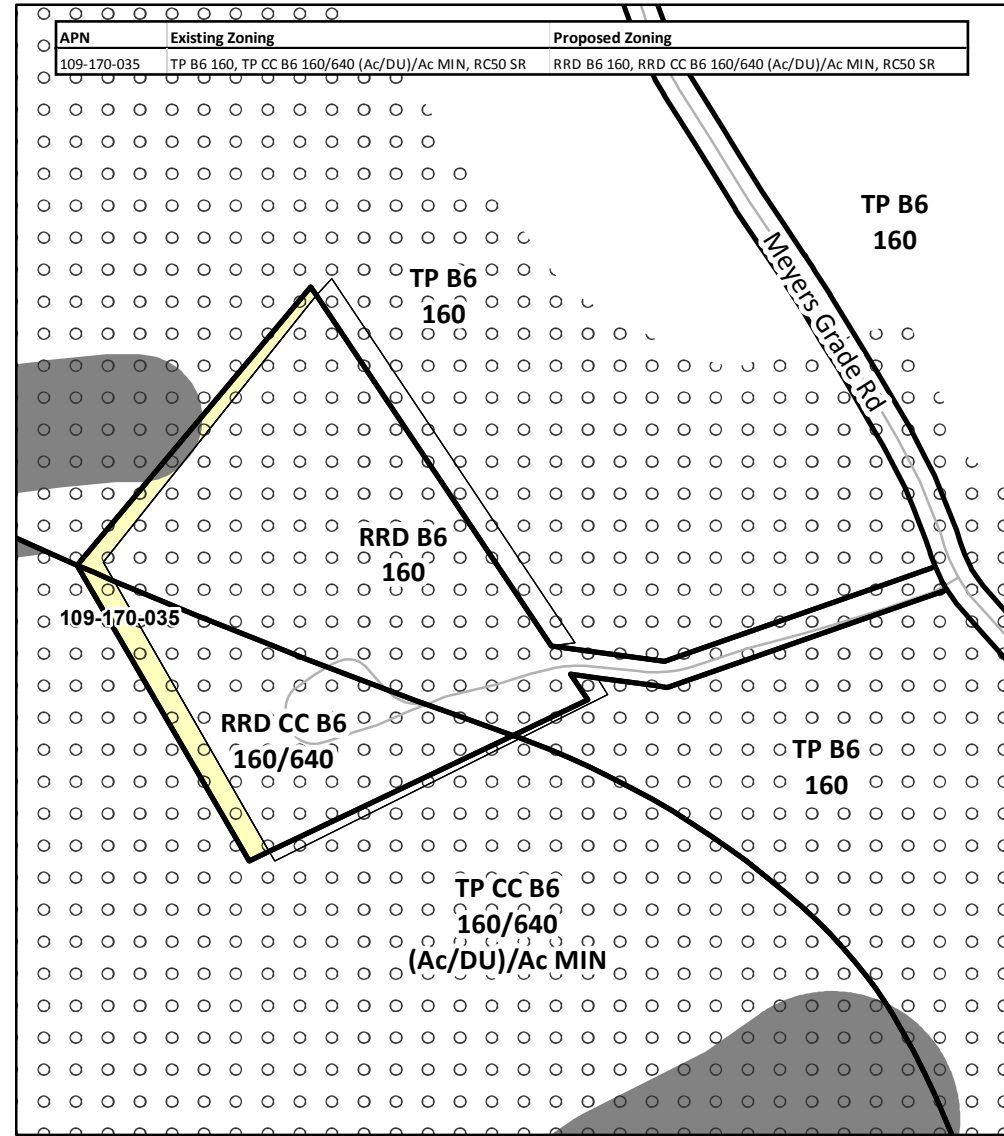 APN Existing Zoning Proposed Zoning
109-170-035 TP B6 160, TP CC B6 160/640 (Ac/DU)/Ac MIN, RC50 SR RRD B6 160, RRD CC B6 160/640 (Ac/DU)/Ac MIN, RC50 SR
TP B6
160
Meyers Grade Rd
TP B6
160
RRD B6
160
109-170-035
RRD CC B6
160/640
TP B6
160
TP CC B6
160/640
(Ac/DU)/Ac MIN